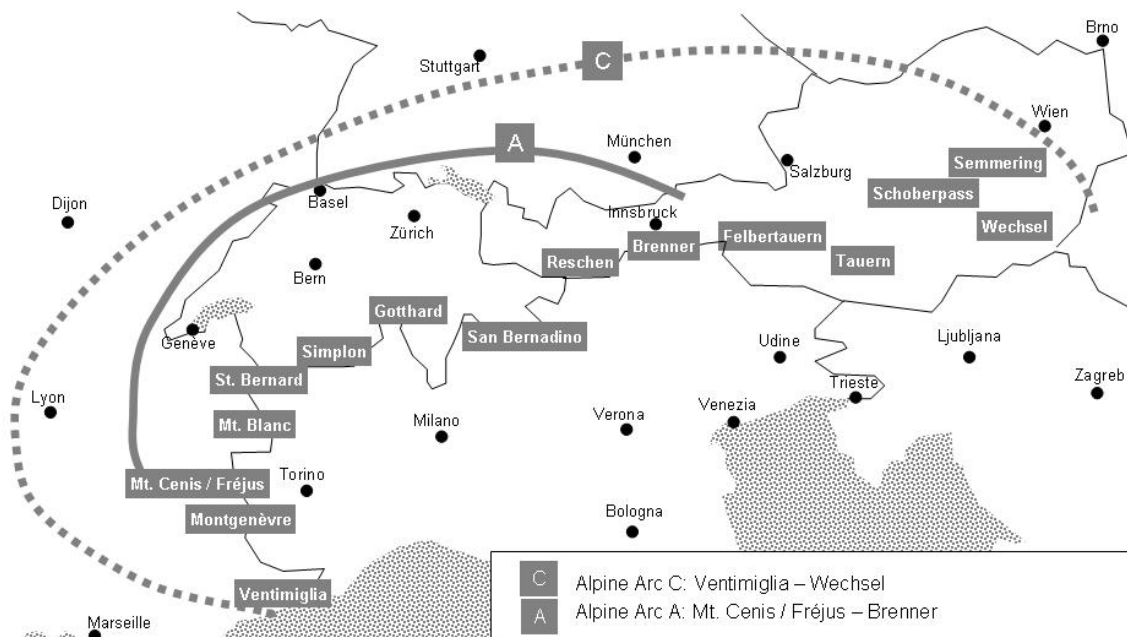 Brno
C
Stuttgart
Wien
A
München
Semmering
Salzburg
Schoberpass
Basel
Dijon
Innsbruck
Zürich
Wechsel
Felbertauern
Brenner
Reschen
Tauern
Bern
Gotthard
San Bernadino
Genève
Simplon
Udine
Ljubljana
St. Bernard
Trieste
Zagreb
Lyon
Venezia
Verona
Milano
Mt. Blanc
Torino
Mt. Cenis / Fréjus
Bologna
Montgenèvre
Ventimiglia
Marseille
C Alpine Arc C: Ventimiglia – Wechsel
A Alpine Arc A: Mt. Cenis / Fréjus – Brenner